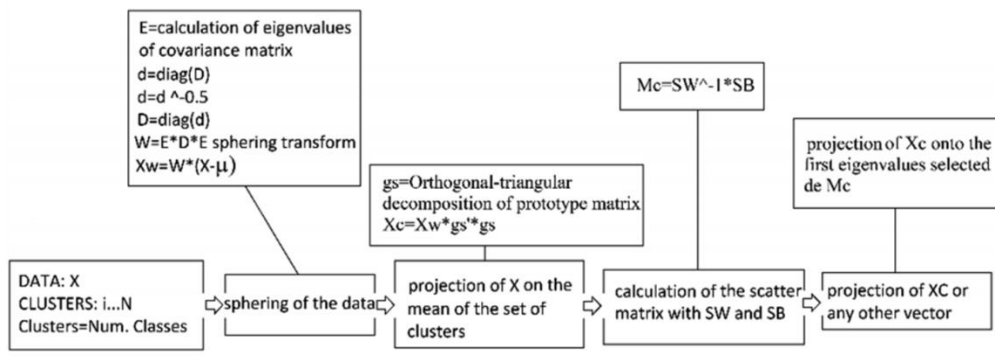 E=calculation of eigenvalues
of covariance matrix
d=diag(D)
d=d ^-0.5
D=diag(d)
W=E*D*E sphering transform
Xw=W*(X-μ)
gs=Orthogonal-triangular
decomposition of prototype matrix
Xc=Xw*gs'*gs
Mc=SW^-1*SB
projection of Xc onto the
first eigenvalues selected
de Mc
DATA: X
CLUSTERS: i...N
Clusters=Num. Classes
sphering of the data
projection of X on the
mean of the set of
clusters
calculation of the scatter
matrix with SW and SB
projection of XC or
any other vector